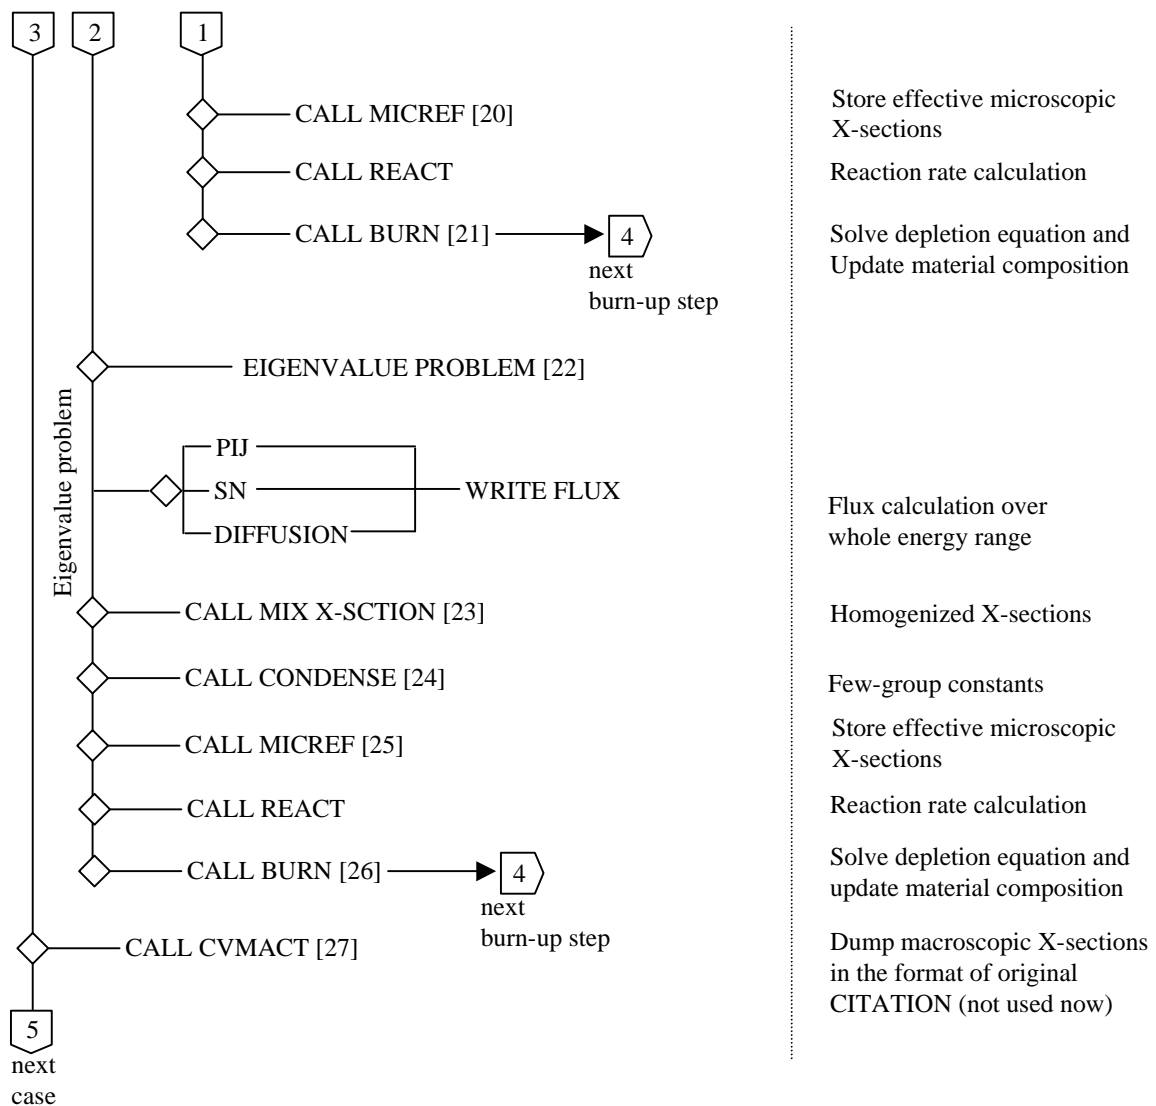 3 2 1
CALL MICREF [20]
Store effective microscopic
X-sections
CALL REACT
Reaction rate calculation
CALL BURN [21]
4
next
burn-up step
Solve depletion equation and
Update material composition
EIGENVALUE PROBLEM [22]
Eigenvalue problem
PIJ
SN
DIFFUSION
WRITE FLUX
Flux calculation over
whole energy range
CALL MIX X-SCTION [23]
Homogenized X-sections
CALL CONDENSE [24]
Few-group constants
CALL MICREF [25]
Store effective microscopic
X-sections
CALL REACT
Reaction rate calculation
CALL BURN [26]
4
next
burn-up step
Solve depletion equation and
update material composition
CALL CVMACT [27]
Dump macroscopic X-sections
in the format of original
CITATION (not used now)
5
next
case